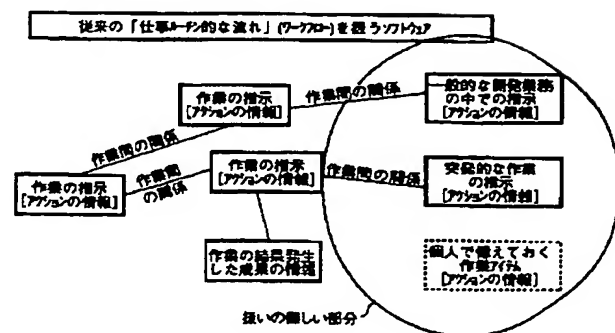 従来の「仕事ルーチン的な流れ」(ワークフロー)を扱うソフトウェア
作業の指示
[アクションの情報]
作業間の関係
一般的な開発業務
の中での指示
[アクションの情報]
作業間の関係
作業の指示
[アクションの情報]
作業間
の関係
作業の指示
[アクションの情報]
作業間の関係
突発的な作業
の指示
[アクションの情報]
作業の結果発生
した成果の情報
個人で備えておく
作業アイテム
[アクションの情報]
扱いの難しい部分